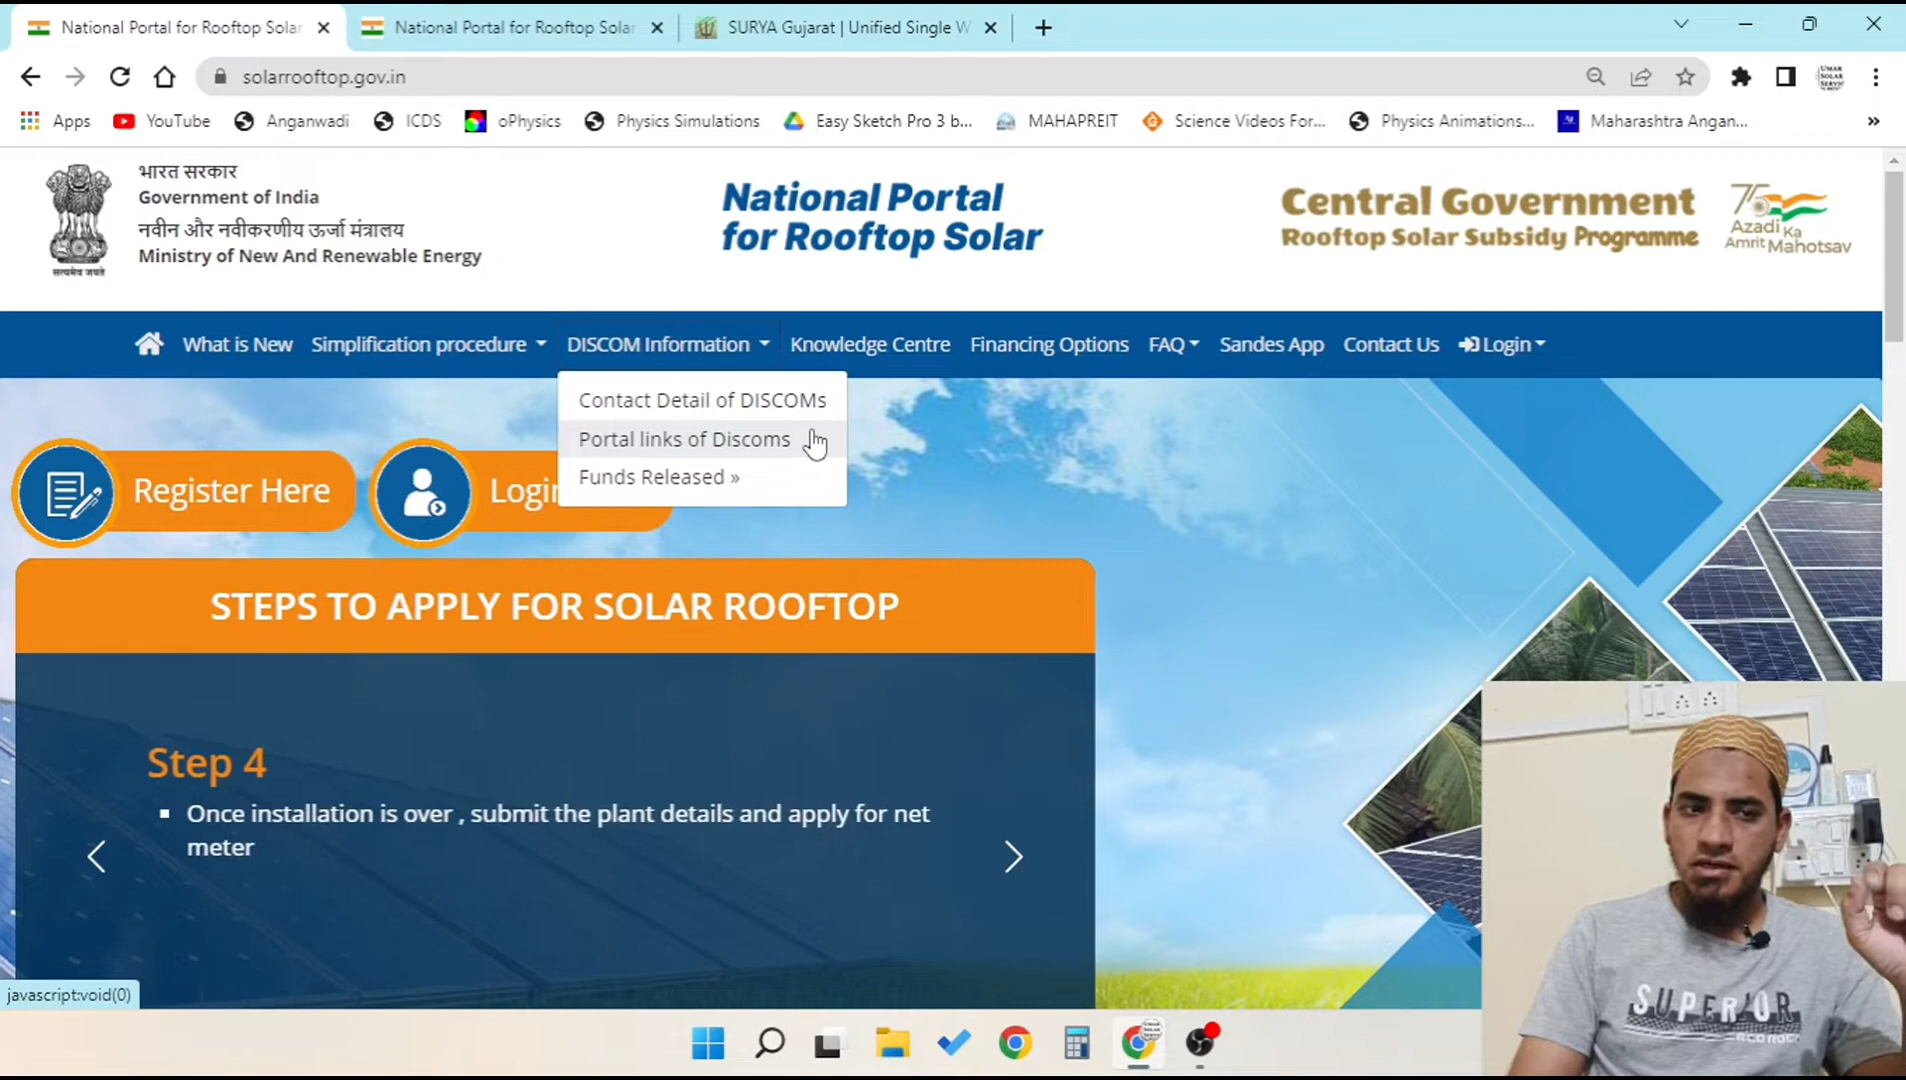 National Portal for Rooftop Solar
National Portal for Rooftop Solar
SURYA Gujarat | Unified Single W
solarrooftop.gov.in
UMAR SOLAR
Apps
YouTube
Anganwadi
ICDS
oPhysics
Physics Simulations
Easy Sketch Pro 3 b...
MAHAPREIT
Science Videos For...
Physics Animations...
Maharashtra Angan...
»
भारत सरकार
Government of India
नवीन और नवीकरणीय ऊर्जा मंत्रालय
Ministry of New And Renewable Energy
सत्यमेव जयते
National Portal
for Rooftop Solar
Central Government
Rooftop Solar Subsidy Programme
75
Azadi Ka
Amrit Mahotsav
What is New
Simplification procedure
DISCOM Information
Knowledge Centre
Financing Options
FAQ
Sandes App
Contact Us
Login
Contact Detail of DISCOMs
Portal links of Discoms
Funds Released »
Register Here
STEPS TO APPLY FOR SOLAR ROOFTOP
Step 4
▪ Once installation is over , submit the plant details and apply for net
meter
javascript:void(0)
SUPERIOR